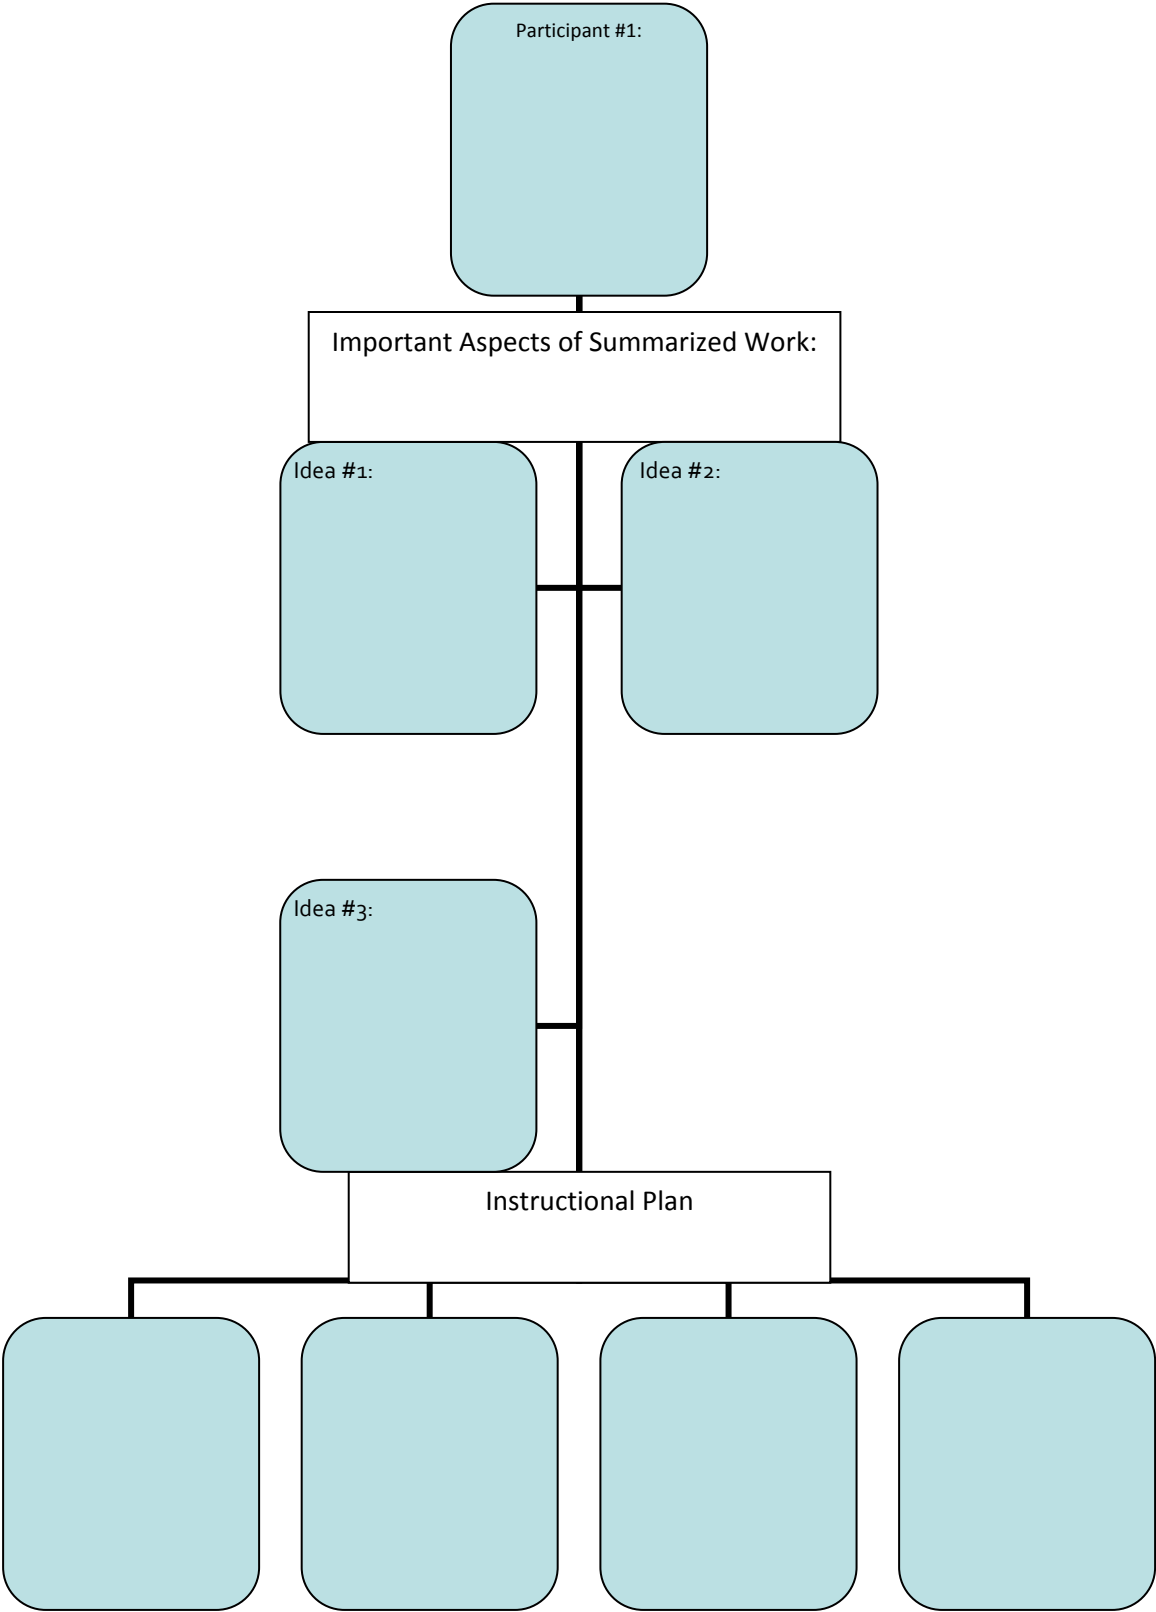 Participant #1:
Important Aspects of Summarized Work:
Idea #1:
Idea #2:
Idea #3:
Instructional Plan